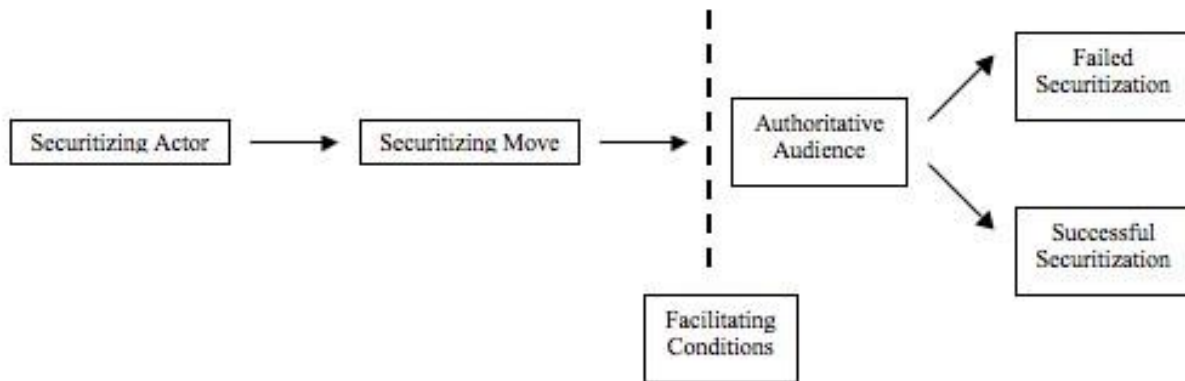 Securitizing Actor
Securitizing Move
Authoritative
Audience
Failed
Securitization
Successful
Securitization
Facilitating
Conditions